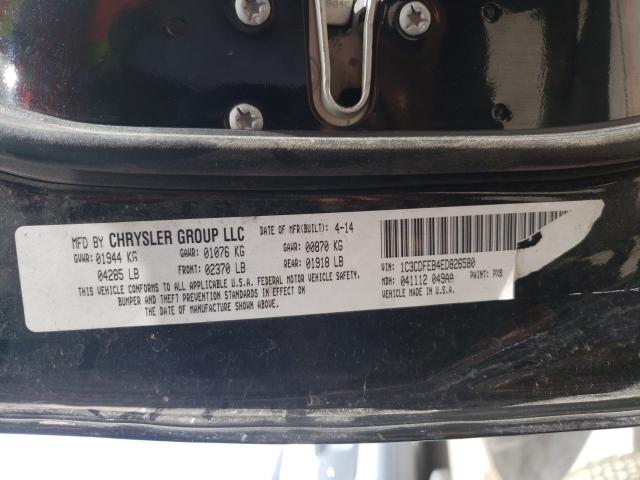 MFD BY CHRYSLER GROUP LLC DATE OF MFR(BUILT): 4-14
GVWR: 01944 KG GAWR: 01076 KG GAWR: 00870 KG
04285 LB FRONT: 02370 LB REAR: 01918 LB
THIS VEHICLE CONFORMS TO ALL APPLICABLE U.S.A. FEDERAL MOTOR VEHICLE SAFETY,
BUMPER AND THEFT PREVENTION STANDARDS IN EFFECT ON
THE DATE OF MANUFACTURE SHOWN ABOVE.
VIN: 1C3CDFEB4ED826580
MDH: 041112 049AA PAINT: PXB
VEHICLE MADE IN U.S.A.